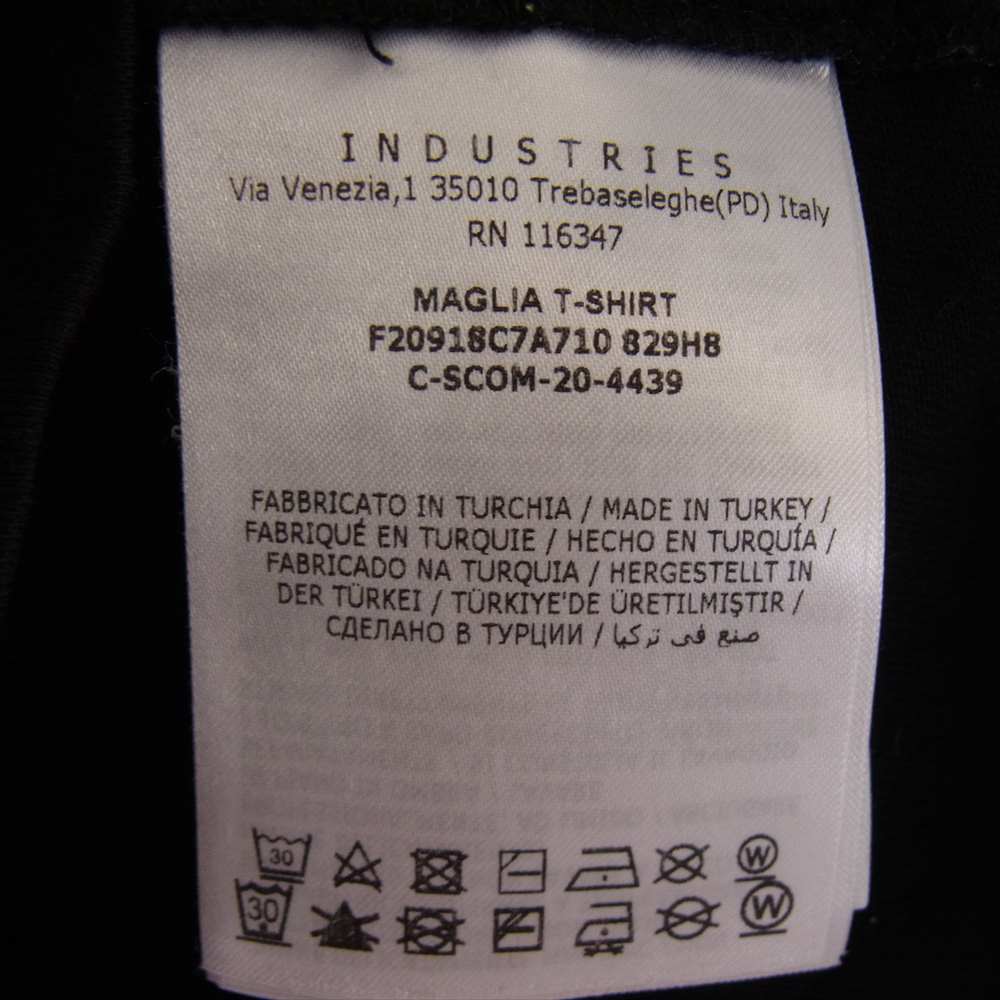 INDUSTRIES
Via Venezia,1 35010 Trebaseleghe(PD) Italy
RN 116347
MAGLIA T-SHIRT
F20918C7A710 829H8
C-SCOM-20-4439
FABBRICATO IN TURCHIA / MADE IN TURKEY /
FABRIQUÉ EN TURQUIE / HECHO EN TURQUÍA /
FABRICADO NA TURQUIA / HERGESTELLT IN
DER TÜRKEI / TÜRKIYE'DE ÜRETILMIŞTIR /
СДЕЛАНО В ТУРЦИИ / صنع في تركيا
30 W
30 W